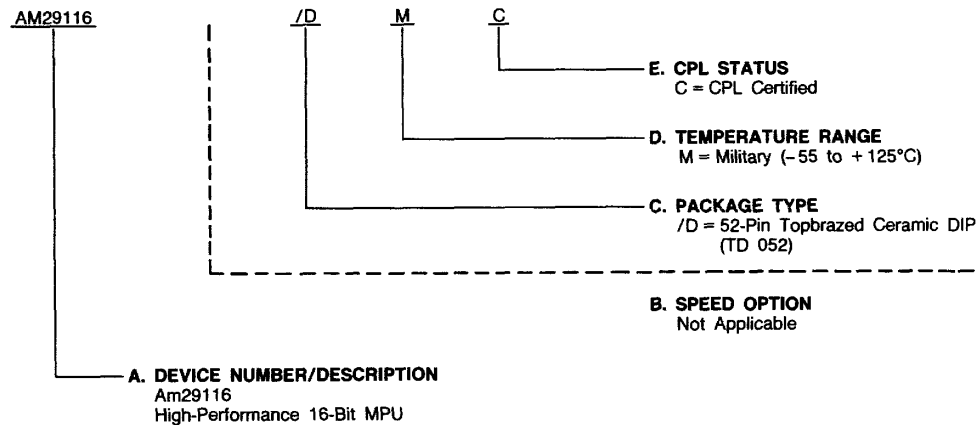 AM29116 /D M C
E. CPL STATUS
C = CPL Certified
D. TEMPERATURE RANGE
M = Military (-55 to +125°C)
C. PACKAGE TYPE
/D = 52-Pin Topbrazed Ceramic DIP
(TD 052)
B. SPEED OPTION
Not Applicable
A. DEVICE NUMBER/DESCRIPTION
Am29116
High-Performance 16-Bit MPU